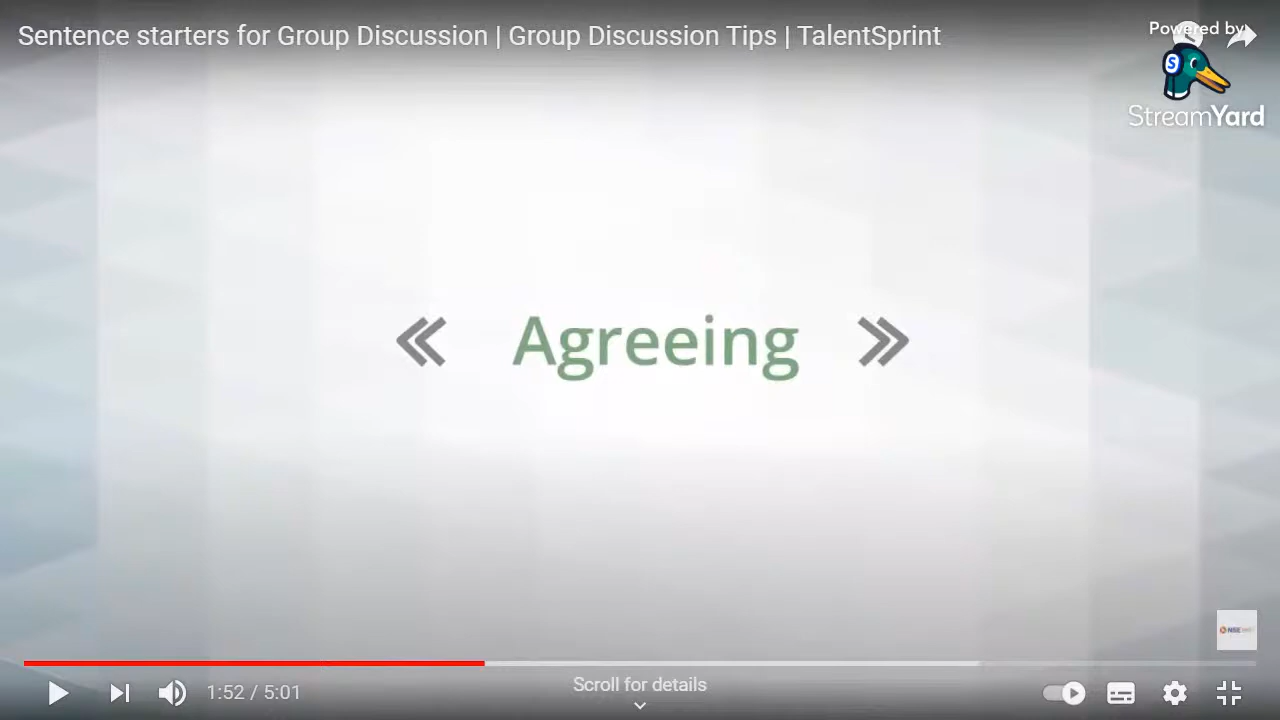 Sentence starters for Group Discussion | Group Discussion Tips | TalentSprint
Powered by
S
StreamYard
Agreeing
NSE
1:52 / 5:01
Scroll for details